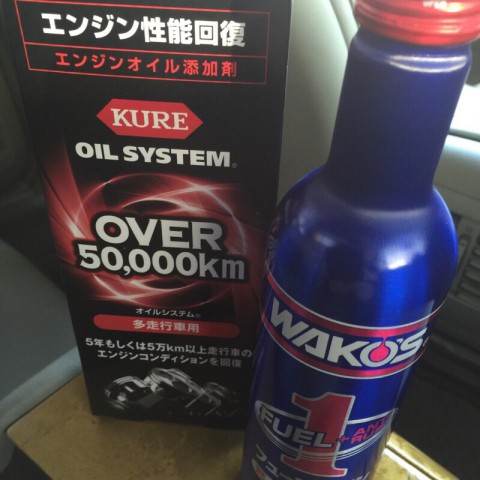 エンジン性能回復
エンジンオイル添加剤
KURE
OIL SYSTEM®
OVER
50,000km
オイルシステム®
多走行車用
5年もしくは5万km以上走行車の
エンジンコンディションを回復
WAKO'S
FUEL 1
フュー